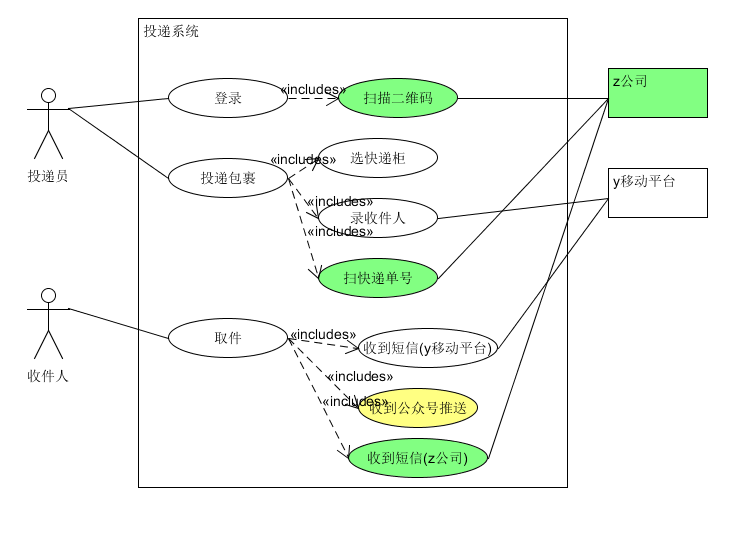 投递系统
z公司
«includes»
登录
扫描二维码
投递员
«includes»
选快递柜
投递包裹
y移动平台
«includes»
录收件人
«includes»
扫快递单号
收件人
取件
«includes»
收到短信(y移动平台)
«includes»
«includes»
收到公众号推送
收到短信(z公司)